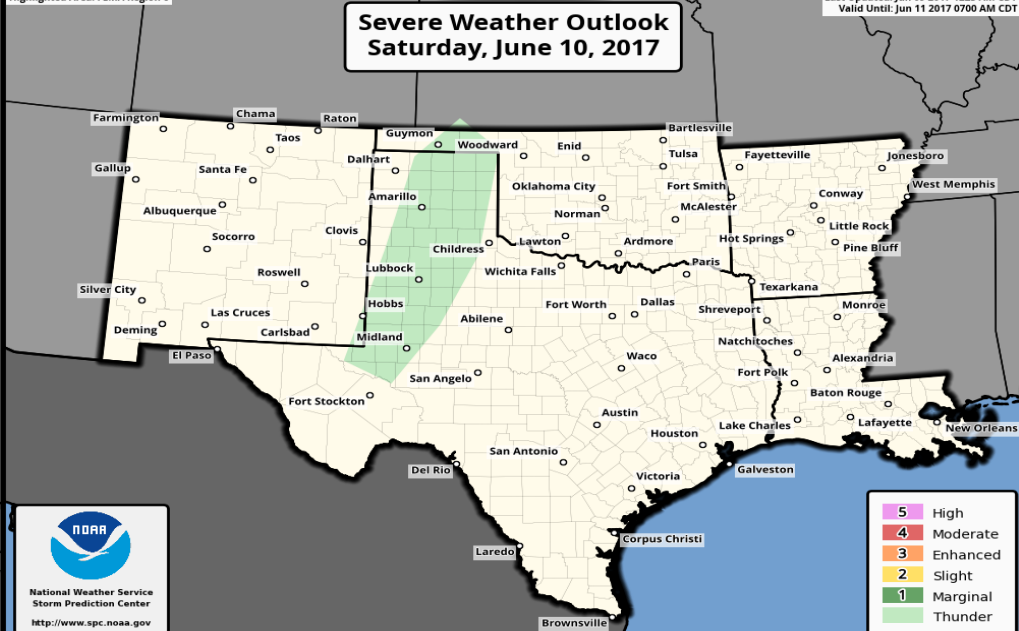 Valid Until: Jun 11 2017 0700 AM CDT
Severe Weather Outlook
Saturday, June 10, 2017
Farmington
Chama
Raton
Taos
Guymon
Woodward
Enid
Bartlesville
Tulsa
Fayetteville
Jonesboro
Gallup
Santa Fe
Dalhart
Amarillo
Oklahoma City
Fort Smith
Conway
West Memphis
Albuquerque
Norman
McAlester
Little Rock
Socorro
Clovis
Childress
Lawton
Ardmore
Hot Springs
Pine Bluff
Roswell
Lubbock
Wichita Falls
Paris
Texarkana
Silver City
Hobbs
Fort Worth
Dallas
Shreveport
Monroe
Las Cruces
Deming
Carlsbad
Midland
Abilene
Natchitoches
El Paso
Waco
Alexandria
San Angelo
Fort Polk
Fort Stockton
Baton Rouge
Austin
Lake Charles
Lafayette
New Orleans
Houston
San Antonio
Del Rio
Galveston
Victoria
Corpus Christi
Laredo
Brownsville
NOAA
National Weather Service
Storm Prediction Center
http://www.spc.noaa.gov
5 High
4 Moderate
3 Enhanced
2 Slight
1 Marginal
Thunder